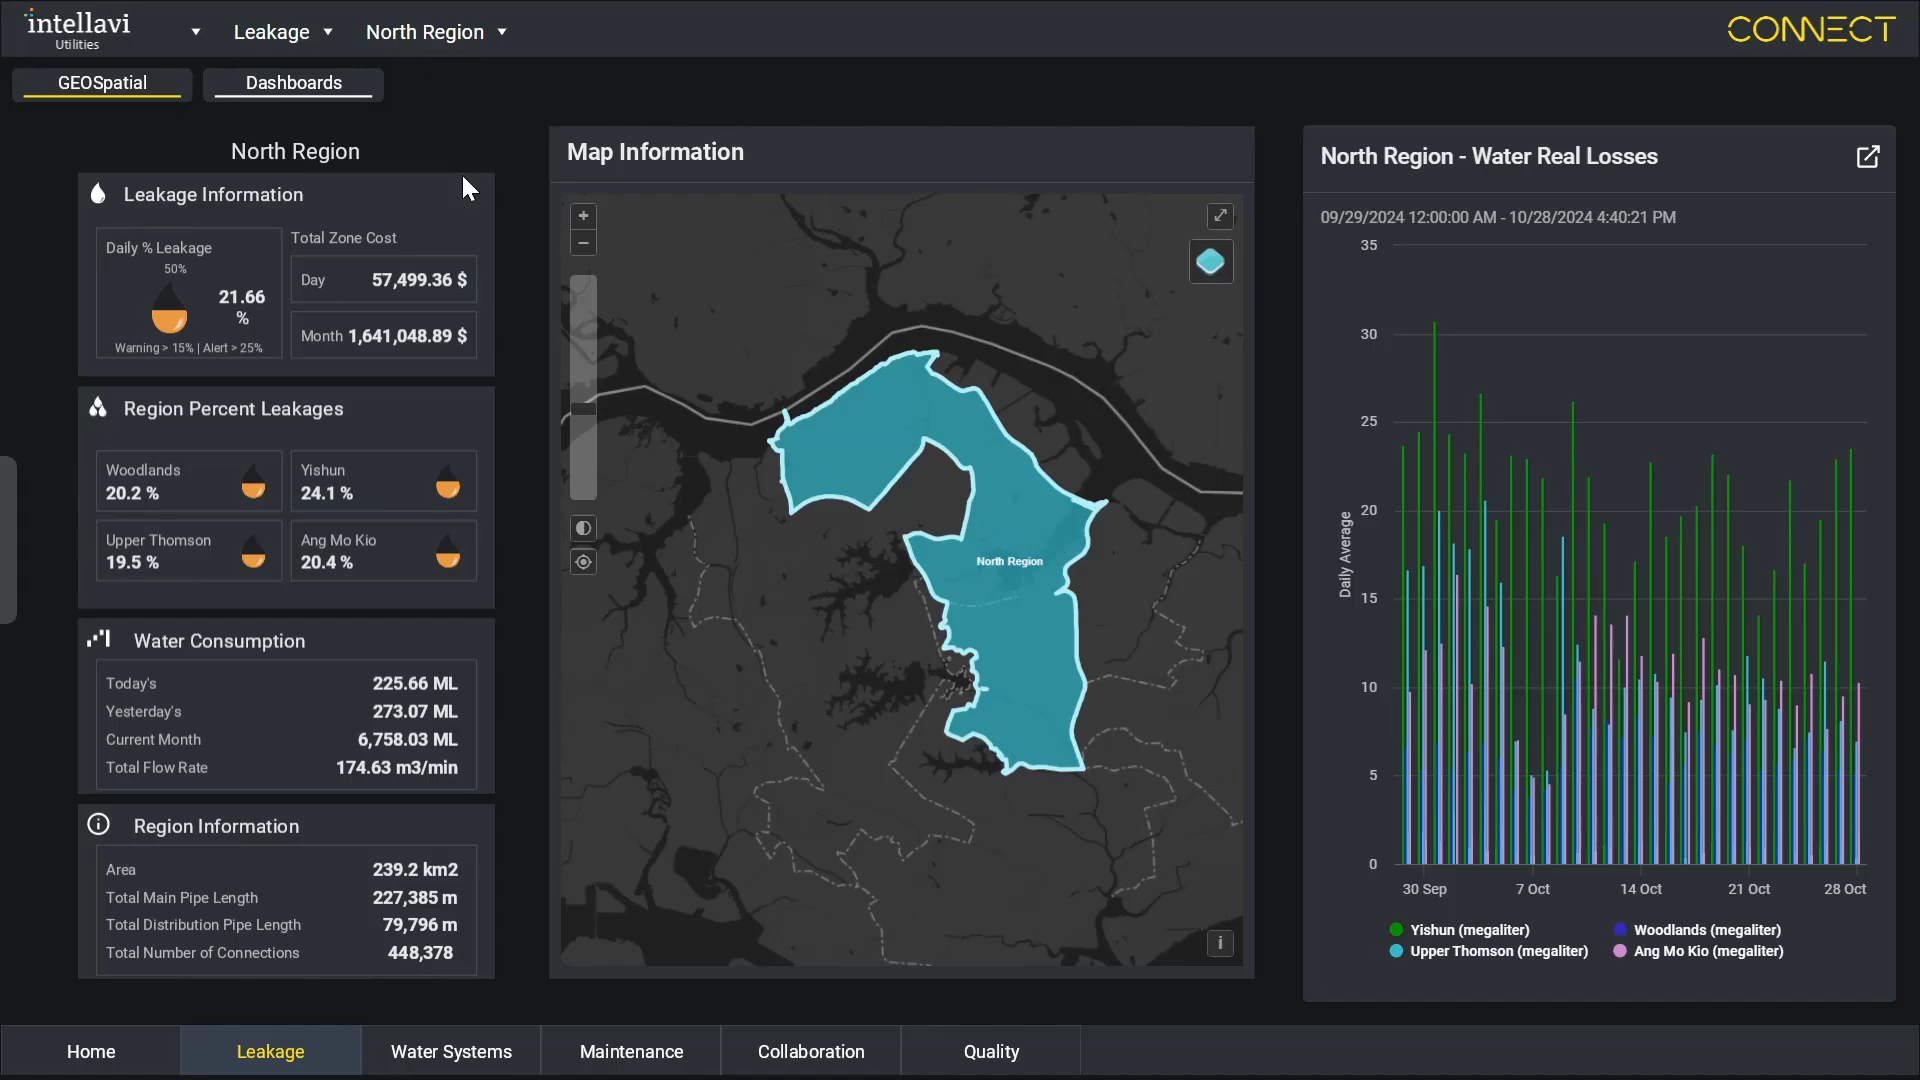 intellavi
Utilities
Leakage
North Region
CONNECT
GEOSpatial
Dashboards
North Region
Leakage Information
Daily % Leakage
50%
21.66
%
Warning > 15% | Alert > 25%
Total Zone Cost
Day 57,499.36 $
Month 1,641,048.89 $
Region Percent Leakages
Woodlands
20.2 %
Yishun
24.1 %
Upper Thomson
19.5 %
Ang Mo Kio
20.4 %
Water Consumption
Today's 225.66 ML
Yesterday's 273.07 ML
Current Month 6,758.03 ML
Total Flow Rate 174.63 m3/min
Region Information
Area 239.2 km2
Total Main Pipe Length 227,385 m
Total Distribution Pipe Length 79,796 m
Total Number of Connections 448,378
Map Information
+
−
North Region
i
North Region - Water Real Losses
09/29/2024 12:00:00 AM - 10/28/2024 4:40:21 PM
35
30
25
20
15
10
5
0
Daily Average
30 Sep 7 Oct 14 Oct 21 Oct 28 Oct
Yishun (megaliter) Woodlands (megaliter)
Upper Thomson (megaliter) Ang Mo Kio (megaliter)
Home Leakage Water Systems Maintenance Collaboration Quality